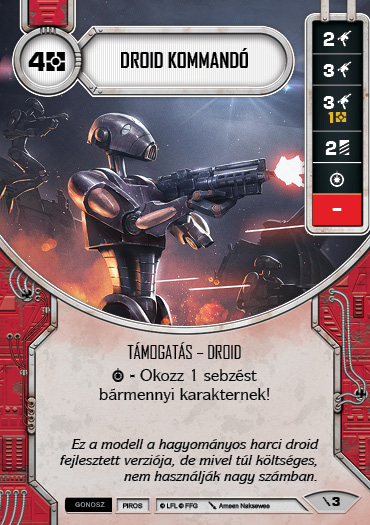 4
DROID KOMMANDÓ
2
3
3
1
2
-
TÁMOGATÁS – DROID
- Okozz 1 sebzést
bármennyi karakternek!
Ez a modell a hagyományos harci droid
fejlesztett verziója, de mivel túl költséges,
nem használják nagy számban.
GONOSZ PIROS © LFL © FFG Ameen Naksewee 3